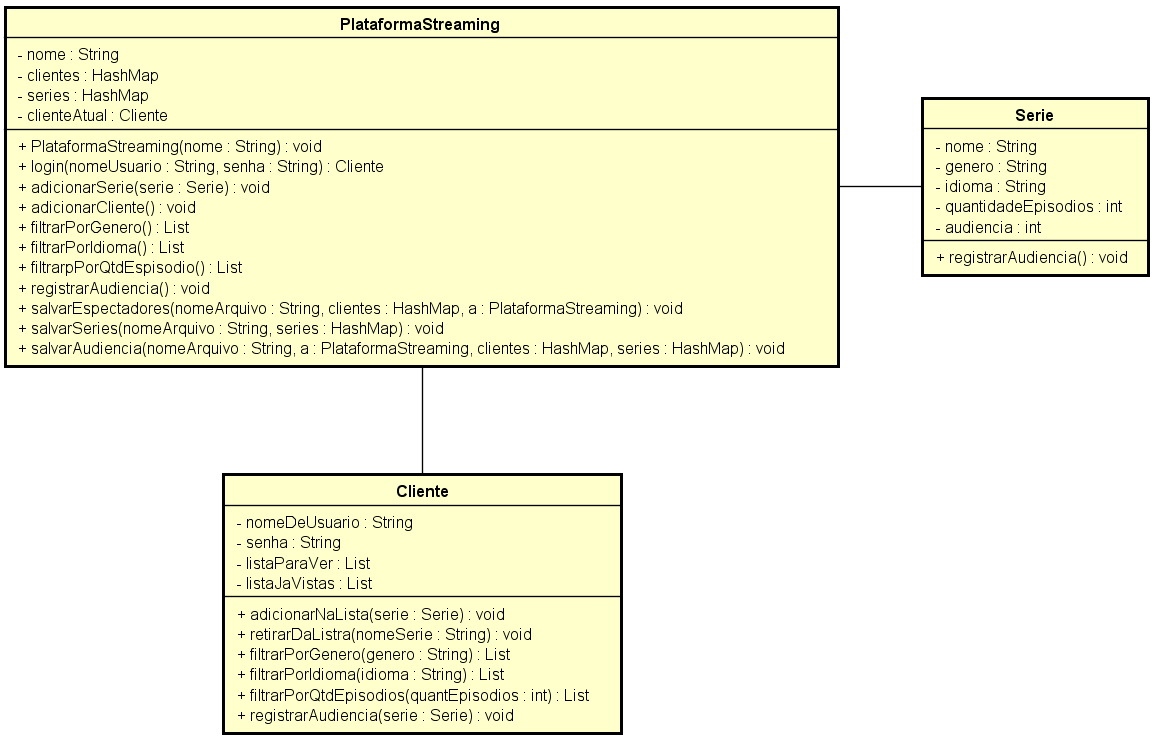 PlataformaStreaming
- nome : String
- clientes : HashMap
- series : HashMap
- clienteAtual : Cliente
+ PlataformaStreaming(nome : String) : void
+ login(nomeUsuario : String, senha : String) : Cliente
+ adicionarSerie(serie : Serie) : void
+ adicionarCliente() : void
+ filtrarPorGenero() : List
+ filtrarPorIdioma() : List
+ filtrarpPorQtdEspisodio() : List
+ registrarAudiencia() : void
+ salvarEspectadores(nomeArquivo : String, clientes : HashMap, a : PlataformaStreaming) : void
+ salvarSeries(nomeArquivo : String, series : HashMap) : void
+ salvarAudiencia(nomeArquivo : String, a : PlataformaStreaming, clientes : HashMap, series : HashMap) : void
Serie
- nome : String
- genero : String
- idioma : String
- quantidadeEpisodios : int
- audiencia : int
+ registrarAudiencia() : void
Cliente
- nomeDeUsuario : String
- senha : String
- listaParaVer : List
- listaJaVistas : List
+ adicionarNaLista(serie : Serie) : void
+ retirarDaListra(nomeSerie : String) : void
+ filtrarPorGenero(genero : String) : List
+ filtrarPorIdioma(idioma : String) : List
+ filtrarPorQtdEpisodios(quantEpisodios : int) : List
+ registrarAudiencia(serie : Serie) : void